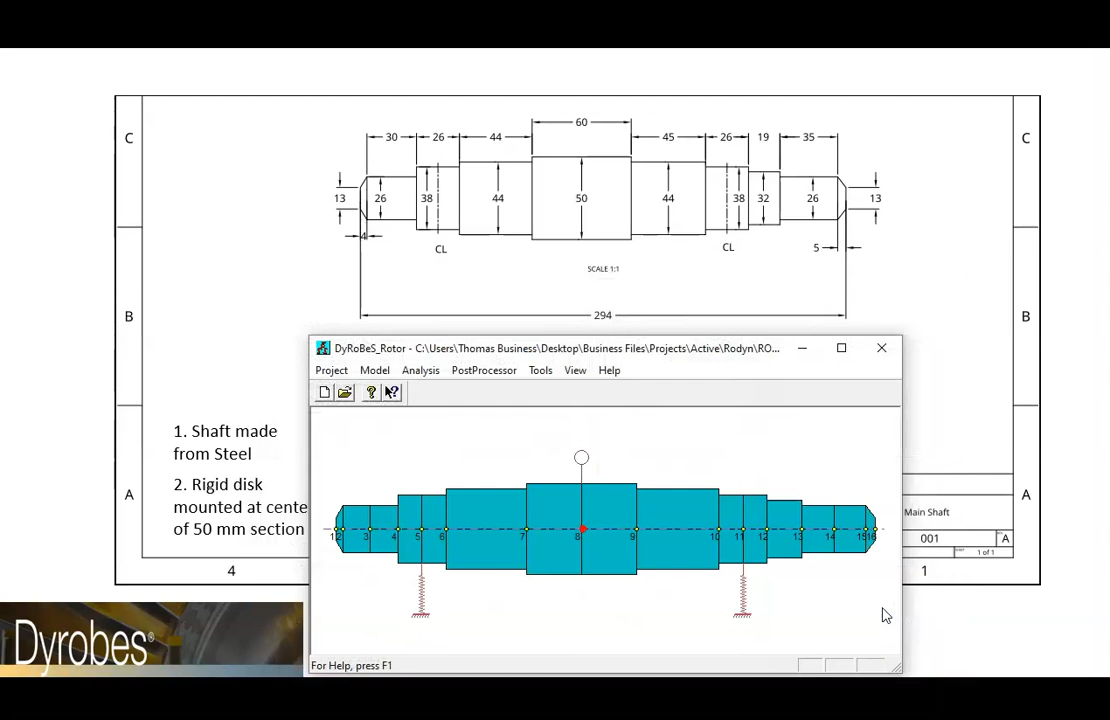 60
30
26
44
45
26
19
35
C
C
13
26
38
44
50
44
38
32
26
13
4
CL
CL
5
SCALE 1:1
294
B
B
DyRoBeS_Rotor - C:\Users\Thomas Business\Desktop\Business Files\Projects\Active\Rodyn\RO...
Project Model Analysis PostProcessor Tools View Help
1. Shaft made
from Steel
2. Rigid disk
mounted at cente
of 50 mm section
A
A
Main Shaft
001
A
1 of 1
4
1
12 3 4 5 6 7 8 9 10 11 12 13 14 15 16
Dyrobes®
For Help, press F1